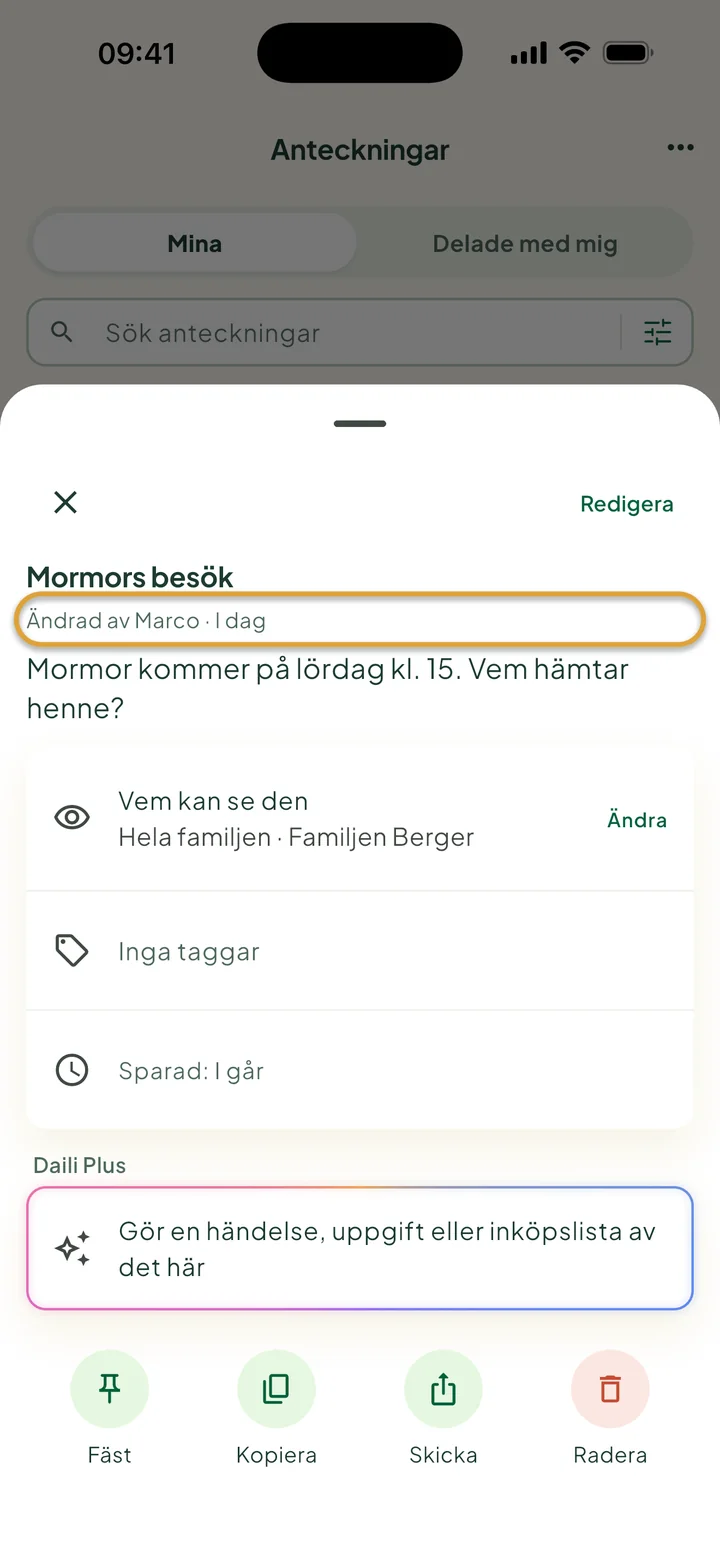 09:41
Anteckningar
Mina
Delade med mig
Sök anteckningar
Redigera
Mormors besök
Ändrad av Marco · I dag
Mormor kommer på lördag kl. 15. Vem hämtar
henne?
Vem kan se den
Hela familjen · Familjen Berger
Ändra
Inga taggar
Sparad: I går
Daili Plus
Gör en händelse, uppgift eller inköpslista av
det här
Fäst
Kopiera
Skicka
Radera